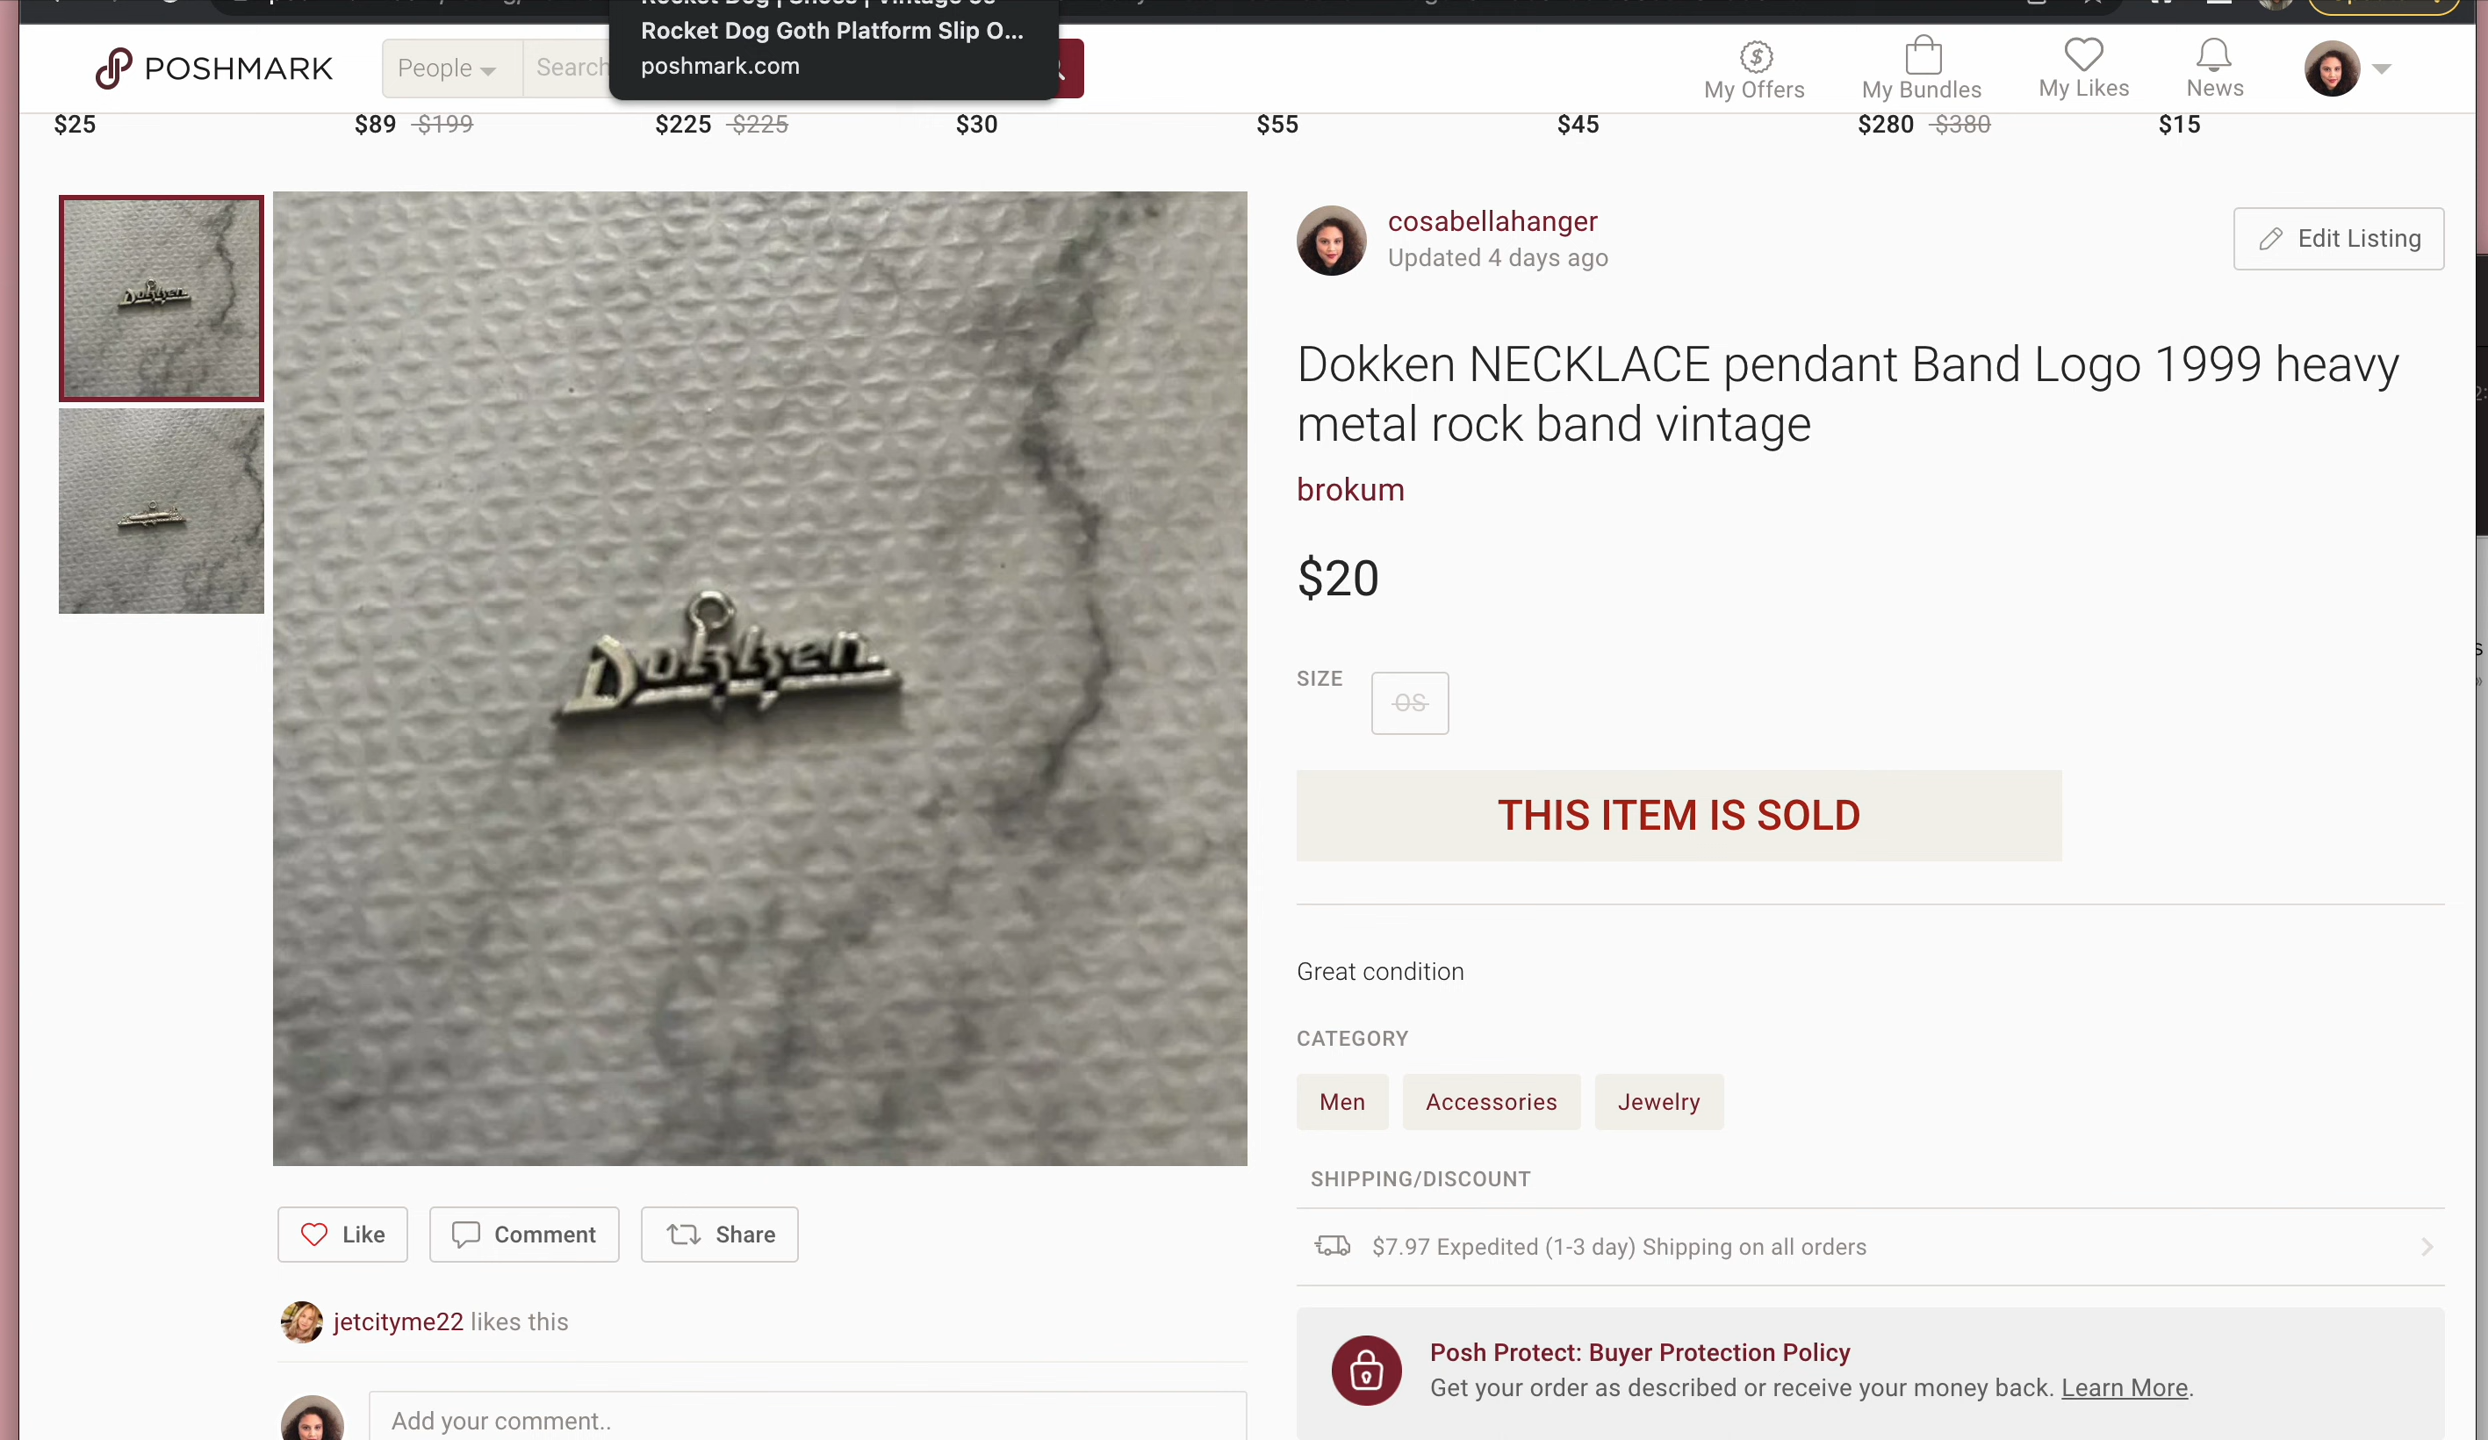 Rocket Dog Goth Platform Slip O...
poshmark.com
POSHMARK
People
Search
My Offers
My Bundles
My Likes
News
$25
$89 $199
$225 $225
$30
$55
$45
$280 $380
$15
Dokken
cosabellahanger
Updated 4 days ago
Edit Listing
Dokken NECKLACE pendant Band Logo 1999 heavy
metal rock band vintage
brokum
$20
SIZE
OS
THIS ITEM IS SOLD
Great condition
CATEGORY
Men
Accessories
Jewelry
SHIPPING/DISCOUNT
$7.97 Expedited (1-3 day) Shipping on all orders
Posh Protect: Buyer Protection Policy
Get your order as described or receive your money back. Learn More.
Like
Comment
Share
jetcityme22 likes this
Add your comment..